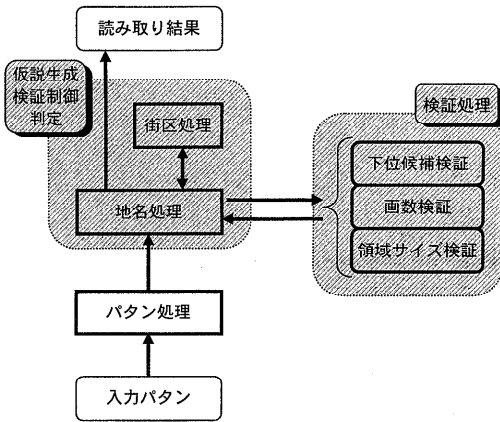 読み取り結果
仮説生成
検証制御
判定
街区処理
地名処理
検証処理
下位候補検証
画数検証
領域サイズ検証
パタン処理
入力パタン